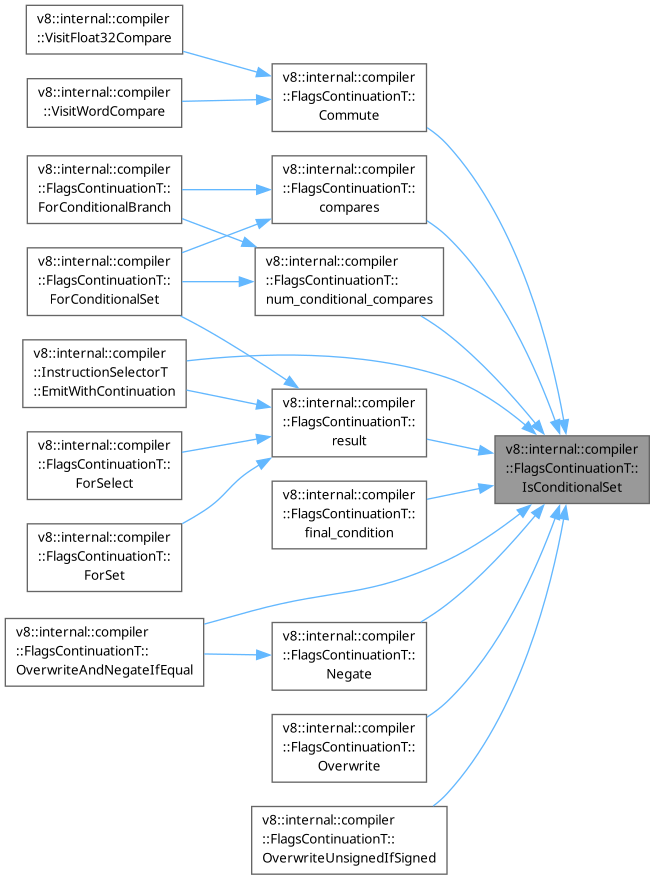 v8::internal::compiler
::VisitFloat32Compare
v8::internal::compiler
::VisitWordCompare
v8::internal::compiler
::FlagsContinuationT::
ForConditionalBranch
v8::internal::compiler
::FlagsContinuationT::
ForConditionalSet
v8::internal::compiler
::InstructionSelectorT
::EmitWithContinuation
v8::internal::compiler
::FlagsContinuationT::
ForSelect
v8::internal::compiler
::FlagsContinuationT::
ForSet
v8::internal::compiler
::FlagsContinuationT::
OverwriteAndNegateIfEqual
v8::internal::compiler
::FlagsContinuationT::
Commute
v8::internal::compiler
::FlagsContinuationT::
compares
v8::internal::compiler
::FlagsContinuationT::
num_conditional_compares
v8::internal::compiler
::FlagsContinuationT::
result
v8::internal::compiler
::FlagsContinuationT::
final_condition
v8::internal::compiler
::FlagsContinuationT::
Negate
v8::internal::compiler
::FlagsContinuationT::
Overwrite
v8::internal::compiler
::FlagsContinuationT::
OverwriteUnsignedIfSigned
v8::internal::compiler
::FlagsContinuationT::
IsConditionalSet